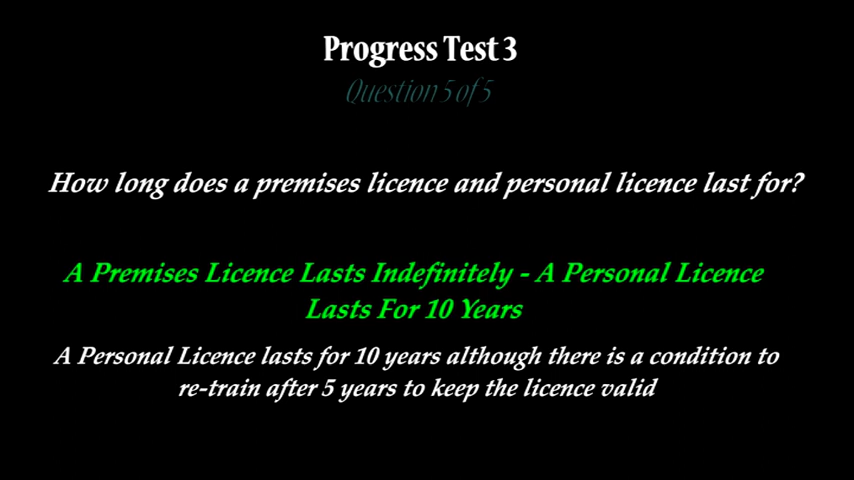 Progress Test 3
Question 5 of 5
How long does a premises licence and personal licence last for?
A Premises Licence Lasts Indefinitely - A Personal Licence
Lasts For 10 Years
A Personal Licence lasts for 10 years although there is a condition to
re-train after 5 years to keep the licence valid